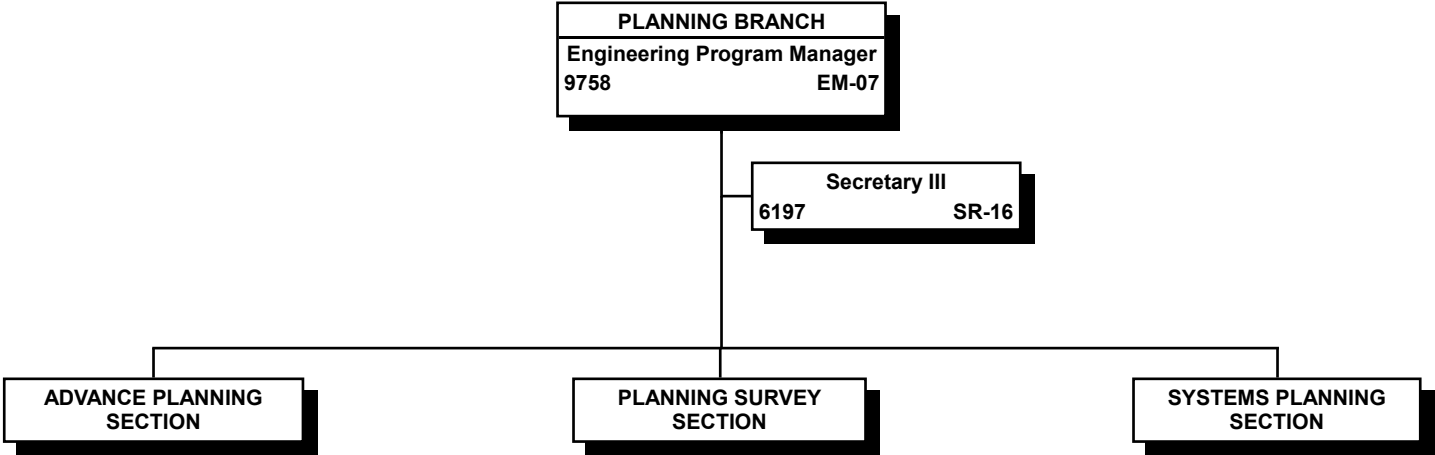 PLANNING BRANCH
Engineering Program Manager
9758 EM-07
Secretary III
6197 SR-16
ADVANCE PLANNING
SECTION
PLANNING SURVEY
SECTION
SYSTEMS PLANNING
SECTION